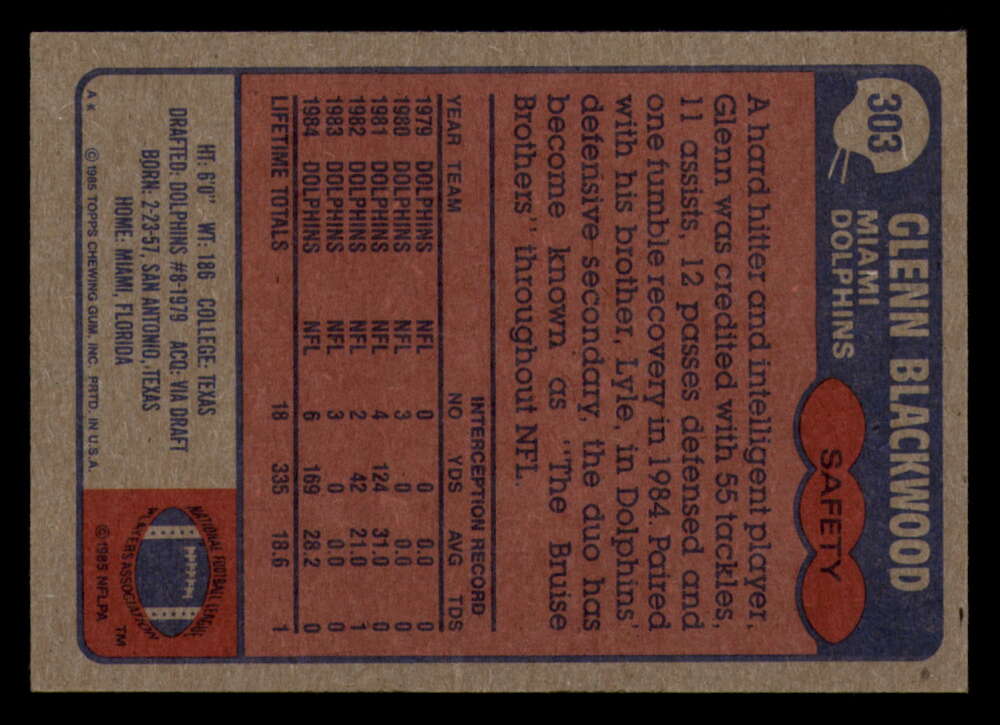 303
GLENN BLACKWOOD
MIAMI
DOLPHINS
SAFETY
A hard hitter and intelligent player,
Glenn was credited with 55 tackles,
11 assists, 12 passes defensed and
one fumble recovery in 1984. Paired
with his brother, Lyle, in Dolphins'
defensive secondary, the duo has
become known as "The Bruise
Brothers" throughout NFL.
INTERCEPTION RECORD
YEAR TEAM NO YDS AVG TDS
1979 DOLPHINS NFL 0 0 0.0 0
1980 DOLPHINS NFL 3 0 0.0 0
1981 DOLPHINS NFL 4 124 31.0 0
1982 DOLPHINS NFL 2 42 21.0 1
1983 DOLPHINS NFL 3 0 0.0 0
1984 DOLPHINS NFL 6 169 28.2 0
LIFETIME TOTALS 18 335 18.6 1
HT: 6'0" WT: 186 COLLEGE: TEXAS
DRAFTED: DOLPHINS #8-1979 ACQ: VIA DRAFT
BORN: 2-23-57, SAN ANTONIO, TEXAS
HOME: MIAMI, FLORIDA
A K © 1985 TOPPS CHEWING GUM, INC. PRTD. IN U.S.A.
NATIONAL FOOTBALL LEAGUE
PLAYERS ASSOCIATION
NFLPA
TM
© 1985 NFLPA